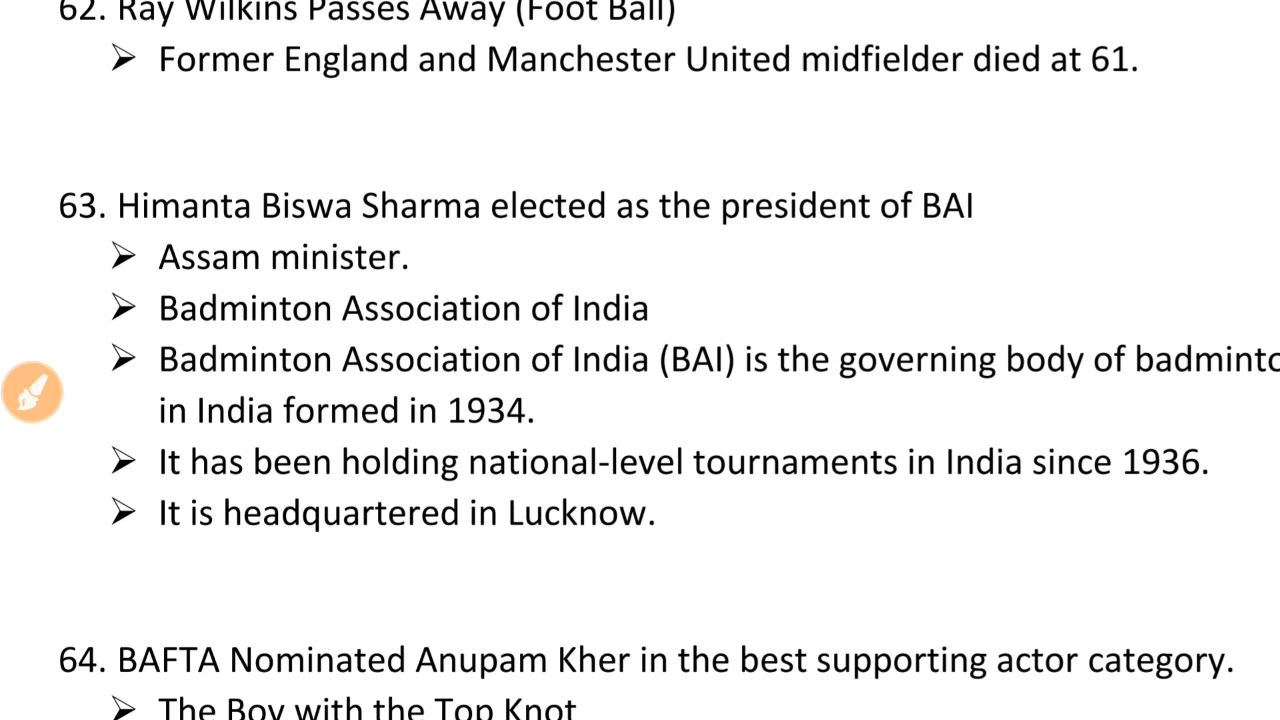 62. Ray Wilkins Passes Away (Foot Ball)
➢ Former England and Manchester United midfielder died at 61.
63. Himanta Biswa Sharma elected as the president of BAI
➢ Assam minister.
➢ Badminton Association of India
➢ Badminton Association of India (BAI) is the governing body of badminto
in India formed in 1934.
➢ It has been holding national-level tournaments in India since 1936.
➢ It is headquartered in Lucknow.
64. BAFTA Nominated Anupam Kher in the best supporting actor category.
➢ The Boy with the Top Knot